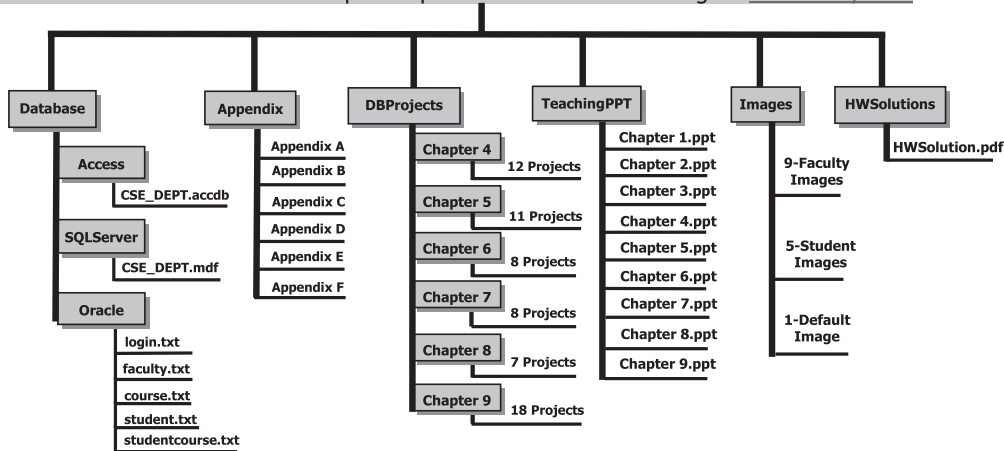 Database
Access
CSE_DEPT.accdb
SQLServer
CSE_DEPT.mdf
Oracle
login.txt
faculty.txt
course.txt
student.txt
studentcourse.txt
Appendix
Appendix A
Appendix B
Appendix C
Appendix D
Appendix E
Appendix F
DBProjects
Chapter 4
12 Projects
Chapter 5
11 Projects
Chapter 6
8 Projects
Chapter 7
8 Projects
Chapter 8
7 Projects
Chapter 9
18 Projects
TeachingPPT
Chapter 1.ppt
Chapter 2.ppt
Chapter 3.ppt
Chapter 4.ppt
Chapter 5.ppt
Chapter 6.ppt
Chapter 7.ppt
Chapter 8.ppt
Chapter 9.ppt
Images
9-Faculty
Images
5-Student
Images
1-Default
Image
HWSolutions
HWSolution.pdf